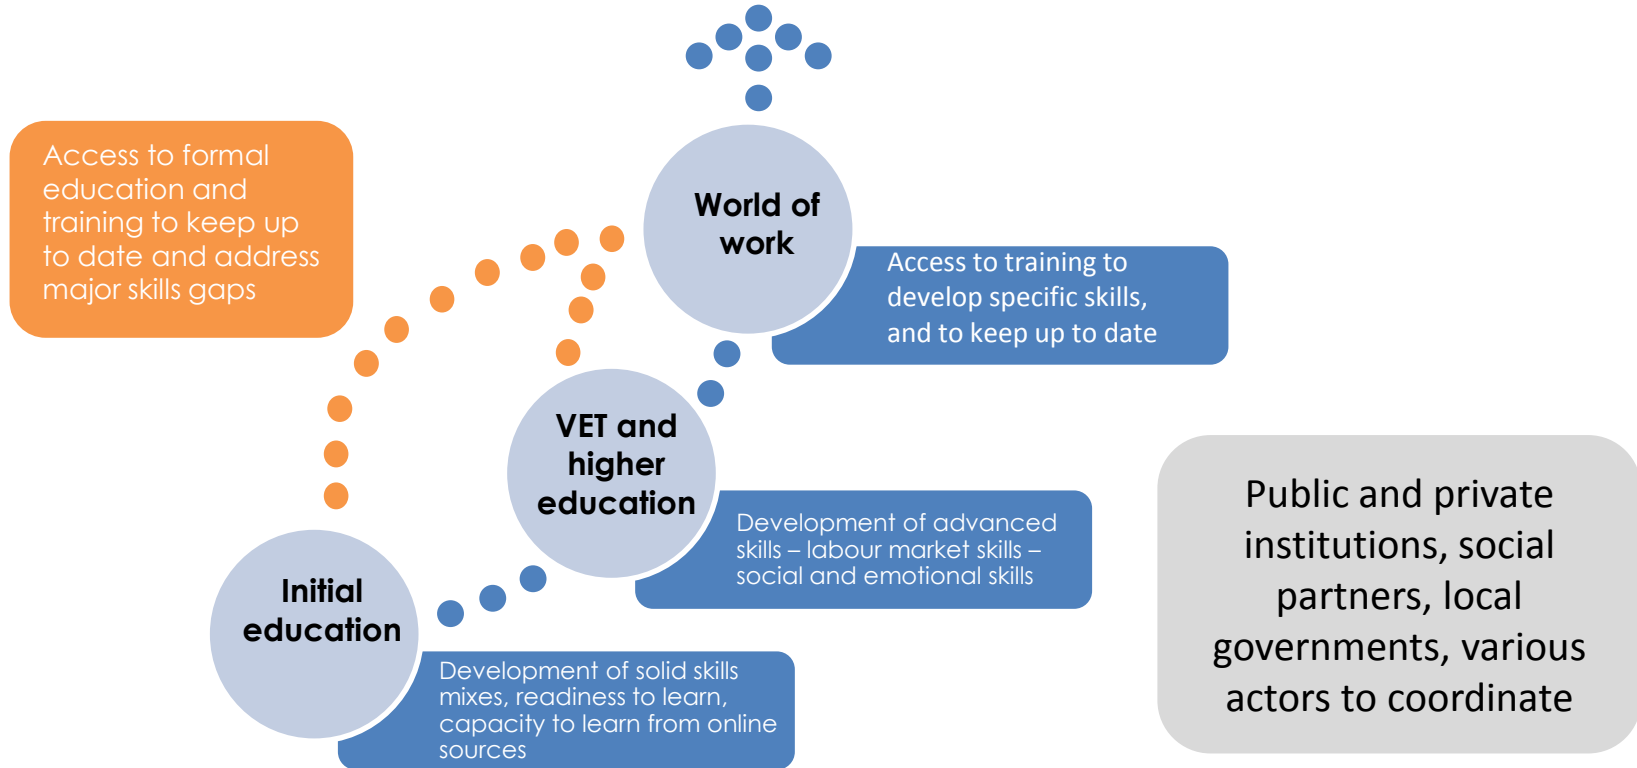 Access to formal
education and
training to keep up
to date and address
major skills gaps
World of
work
Access to training to
develop specific skills,
and to keep up to date
VET and
higher
education
Development of advanced
skills – labour market skills –
social and emotional skills
Initial
education
Development of solid skills
mixes, readiness to learn,
capacity to learn from online
sources
Public and private
institutions, social
partners, local
governments, various
actors to coordinate